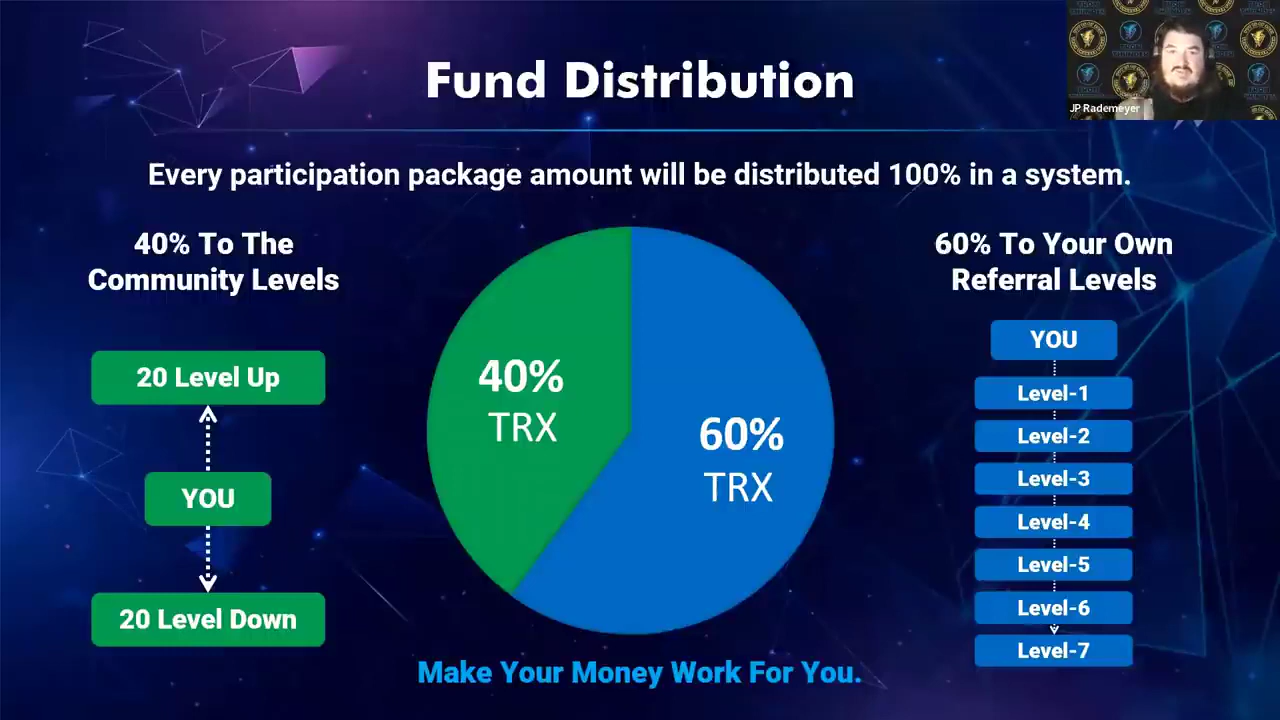 Fund Distribution
JP Rademeyer
Every participation package amount will be distributed 100% in a system.
40% To The
Community Levels
20 Level Up
YOU
20 Level Down
40%
TRX
60%
TRX
60% To Your Own
Referral Levels
YOU
Level-1
Level-2
Level-3
Level-4
Level-5
Level-6
Level-7
Make Your Money Work For You.